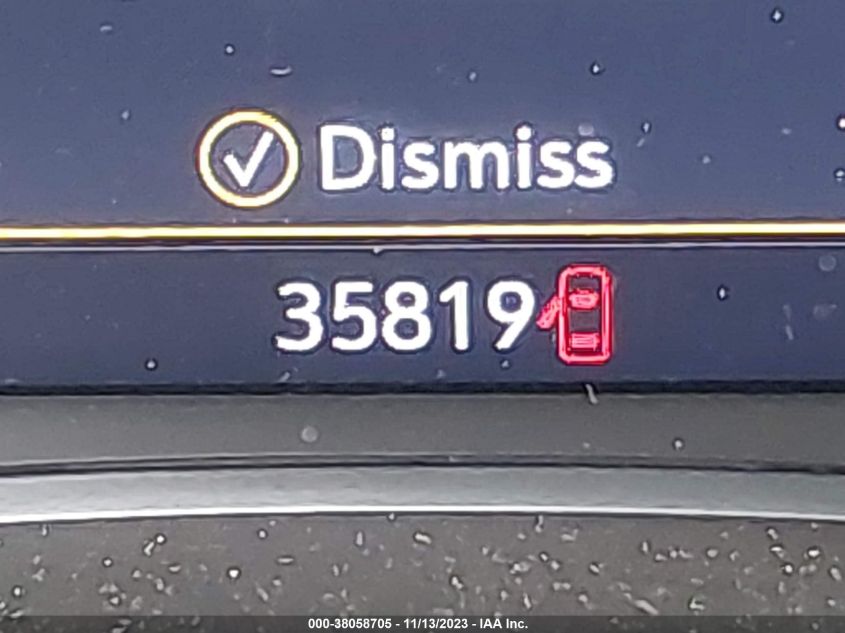 Dismiss
35819
000-38058705 - 11/13/2023 - IAA Inc.